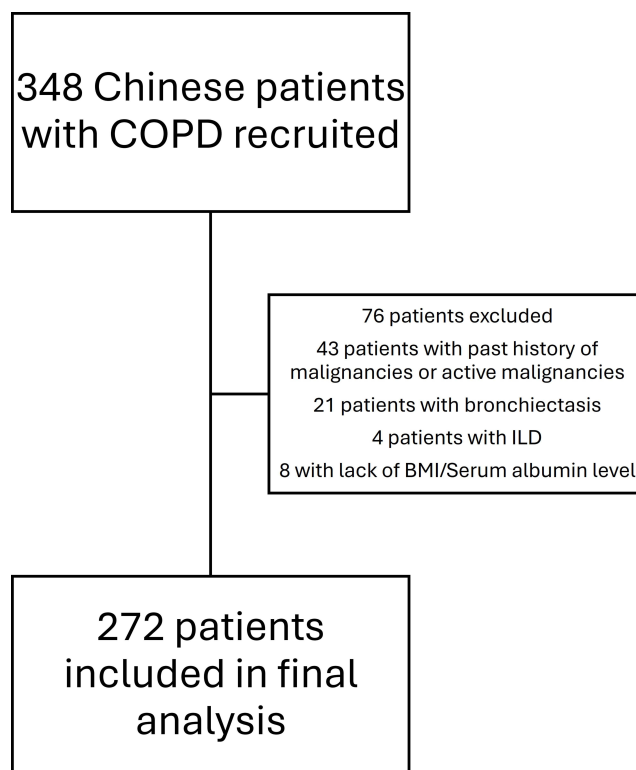 348 Chinese patients
with COPD recruited
76 patients excluded
43 patients with past history of
malignancies or active malignancies
21 patients with bronchiectasis
4 patients with ILD
8 with lack of BMI/Serum albumin level
272 patients
included in final
analysis